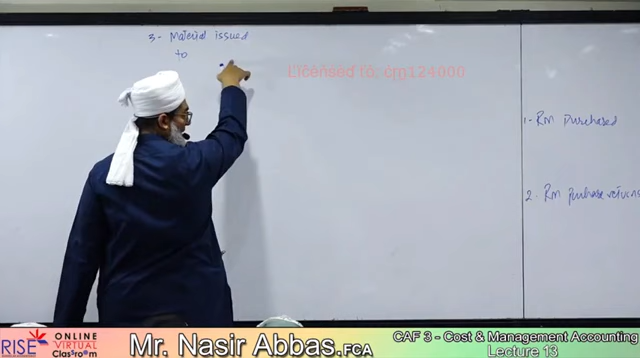 3- Material issued
to
Licensed to: cm124000
1- Rm purchased
2. Rm purchase returns
RISE
ONLINE
VIRTUAL
Classroom
Mr. Nasir Abbas.FCA
CAF 3 - Cost & Management Accounting
Lecture 13